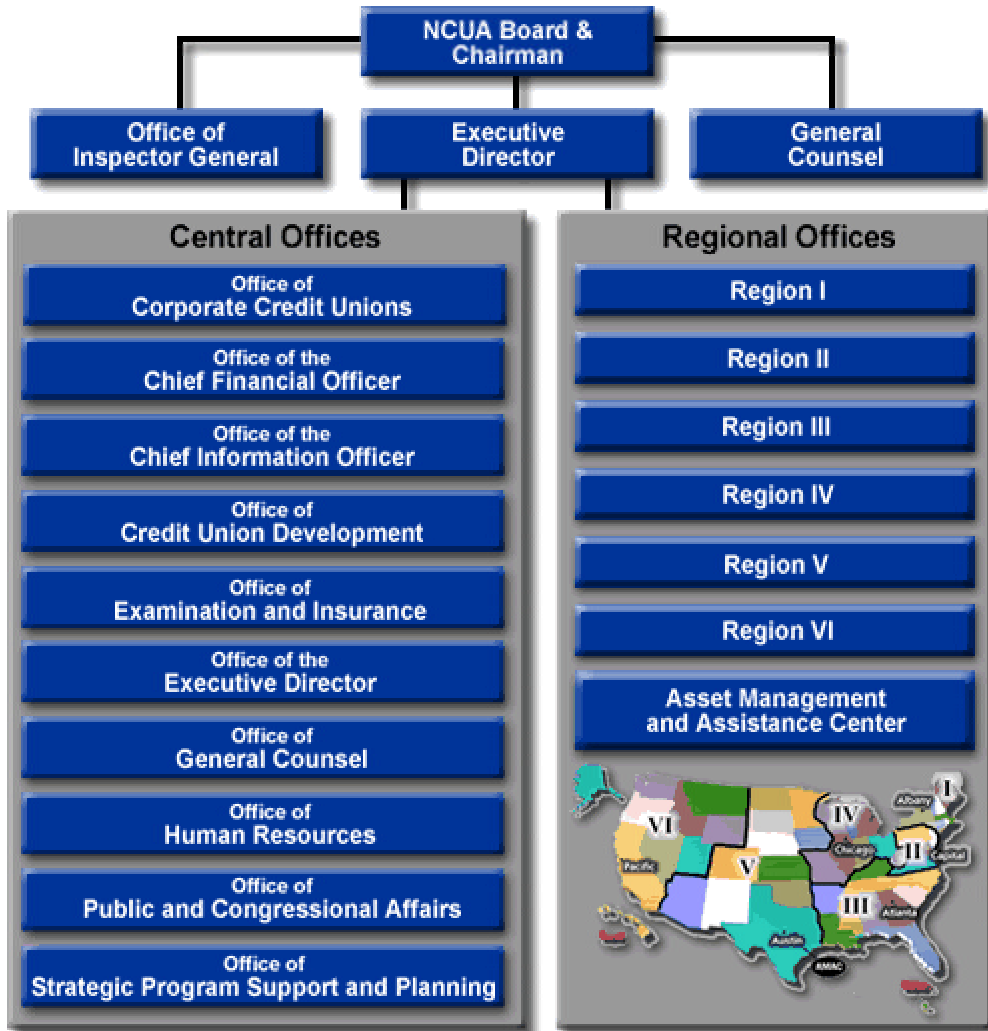 NCUA Board &
Chairman
Office of
Inspector General
Executive
Director
General
Counsel
Central Offices
Office of
Corporate Credit Unions
Office of the
Chief Financial Officer
Office of the
Chief Information Officer
Office of
Credit Union Development
Office of
Examination and Insurance
Office of the
Executive Director
Office of
General Counsel
Office of
Human Resources
Office of
Public and Congressional Affairs
Office of
Strategic Program Support and Planning
Regional Offices
Region I
Region II
Region III
Region IV
Region V
Region VI
Asset Management
and Assistance Center
I
Albany
IV
VI
Chicago
II
Capital
Pacific
V
III
Atlanta
Austin
AMAC